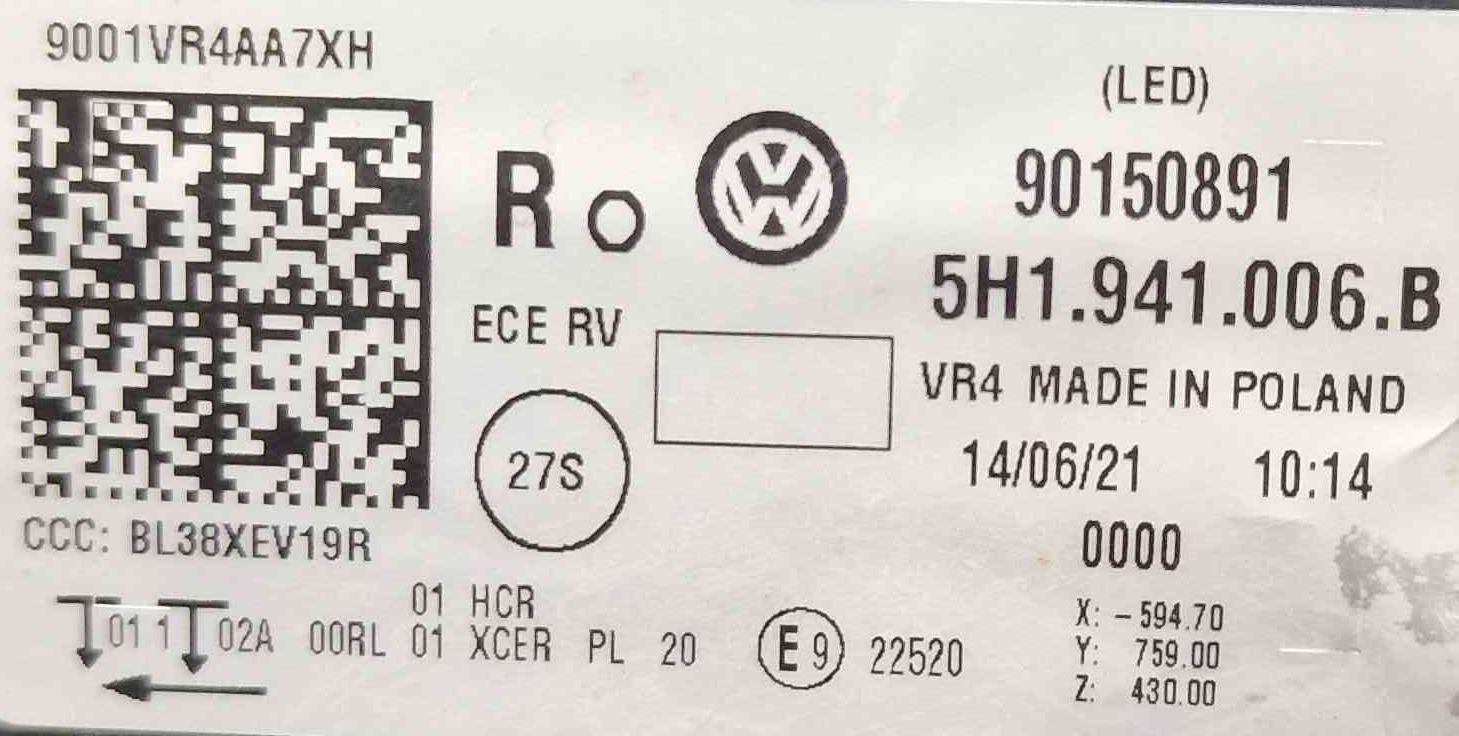 9001VR4AA7XH
(LED)
R
90150891
5H1.941.006.B
ECE RV
VR4 MADE IN POLAND
27S
14/06/21 10:14
0000
CCC: BL38XEV19R
01 HCR
01 1 02A 00RL 01 XCER PL 20 E9 22520
X: -594.70
Y: 759.00
Z: 430.00